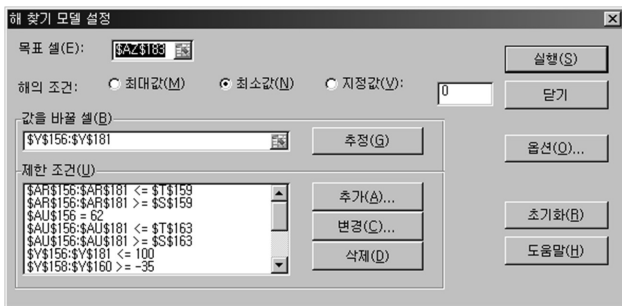 해 찾기 모델 설정
목표 셀(E): $AZ$183
실행(S)
해의 조건: 최대값(M) 최소값(N) 지정값(V): 0
닫기
값을 바꿀 셀(B)
$Y$156:$Y$181
추정(G)
옵션(O)...
제한 조건(U)
$AR$156:$AR$181 <= $T$159
$AR$156:$AR$181 >= $S$159
$AU$156 = 62
$AU$156:$AU$181 <= $T$163
$AU$156:$AU$181 >= $S$163
$Y$156:$Y$181 <= 100
$Y$158:$Y$160 >= -35
추가(A)...
변경(C)...
삭제(D)
초기화(R)
도움말(H)